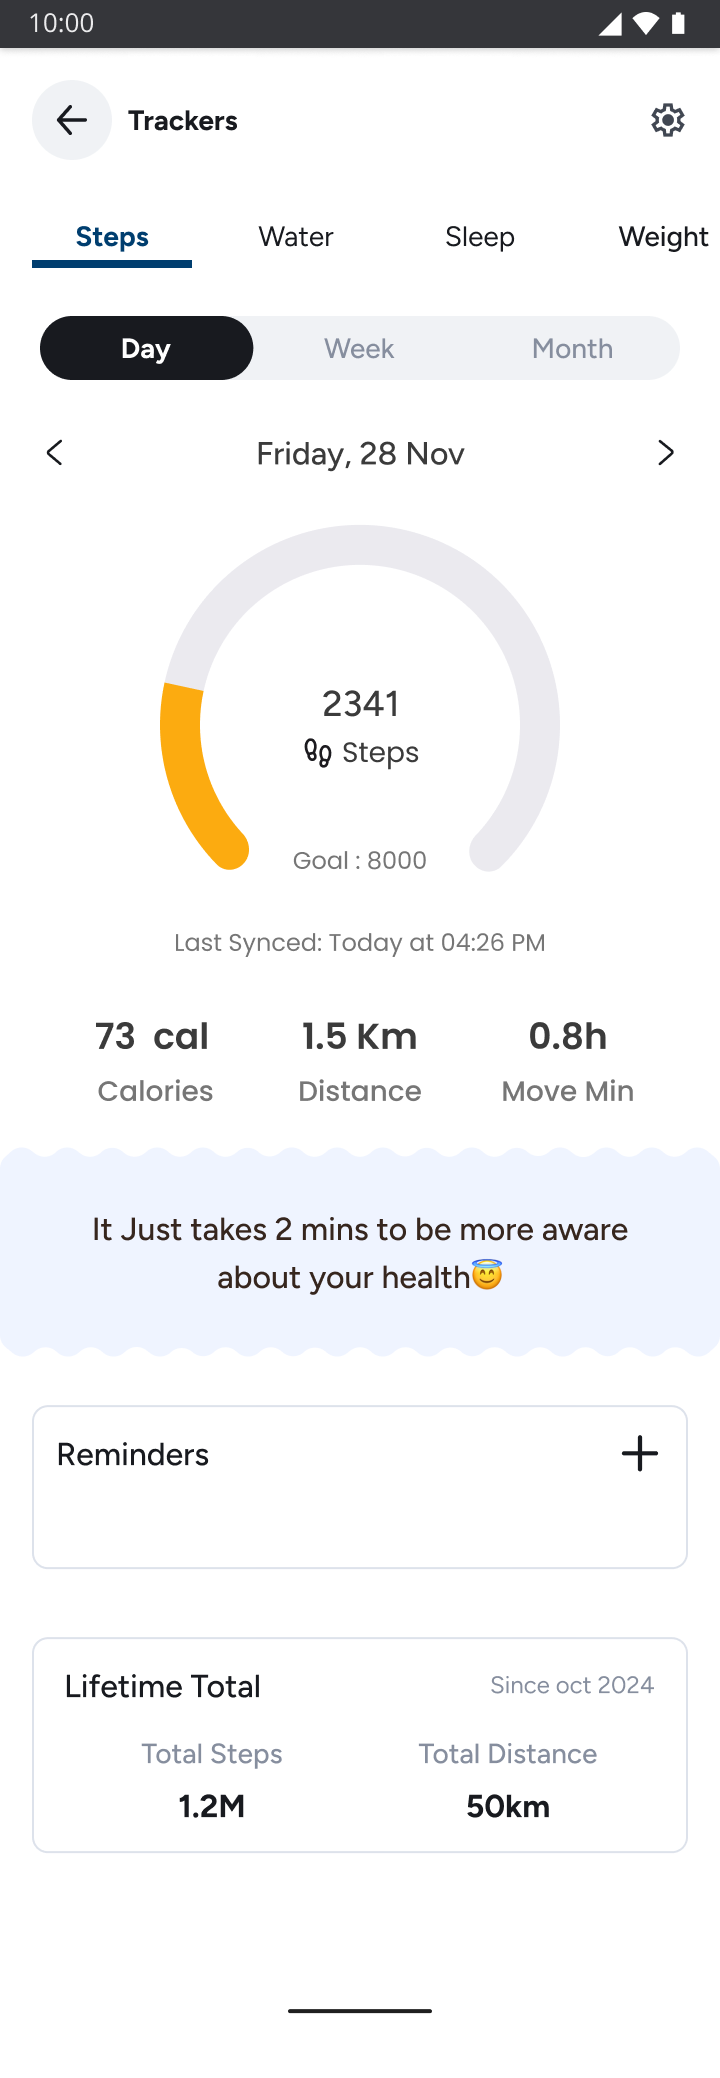 10:00
Trackers
Steps Water Sleep Weight
Day Week Month
Friday, 28 Nov
2341
Steps
Goal : 8000
Last Synced: Today at 04:26 PM
73 cal 1.5 Km 0.8h
Calories Distance Move Min
It Just takes 2 mins to be more aware
about your health😇
Reminders
Lifetime Total Since oct 2024
Total Steps Total Distance
1.2M 50km